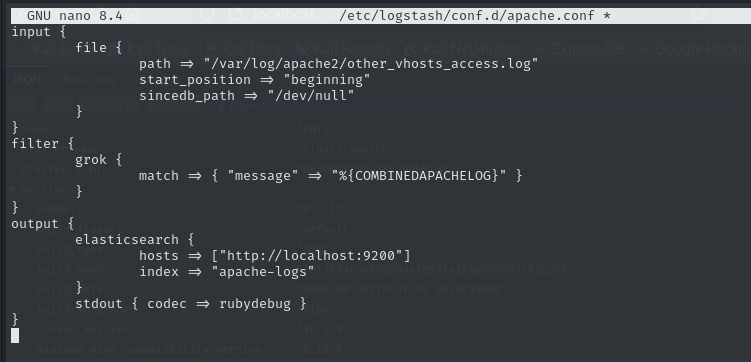 GNU nano 8.4 /etc/logstash/conf.d/apache.conf *
input {
file {
path => "/var/log/apache2/other_vhosts_access.log"
start_position => "beginning"
sincedb_path => "/dev/null"
}
}
filter {
grok {
match => { "message" => "%{COMBINEDAPACHELOG}" }
}
}
output {
elasticsearch {
hosts => ["http://localhost:9200"]
index => "apache-logs"
}
stdout { codec => rubydebug }
}